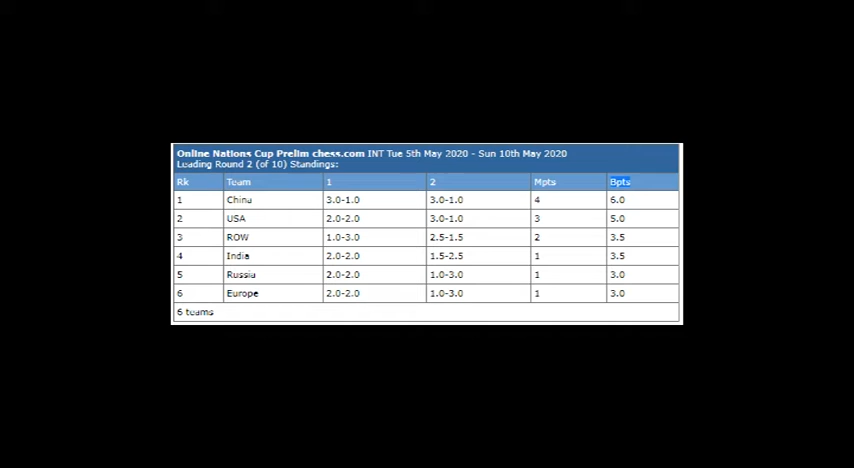 Online Nations Cup Prelim chess.com INT Tue 5th May 2020 - Sun 10th May 2020
Leading Round 2 (of 10) Standings:
Rk Team 1 2 Mpts Bpts
1 China 3.0-1.0 3.0-1.0 4 6.0
2 USA 2.0-2.0 3.0-1.0 3 5.0
3 ROW 1.0-3.0 2.5-1.5 2 3.5
4 India 2.0-2.0 1.5-2.5 1 3.5
5 Russia 2.0-2.0 1.0-3.0 1 3.0
6 Europe 2.0-2.0 1.0-3.0 1 3.0
6 teams